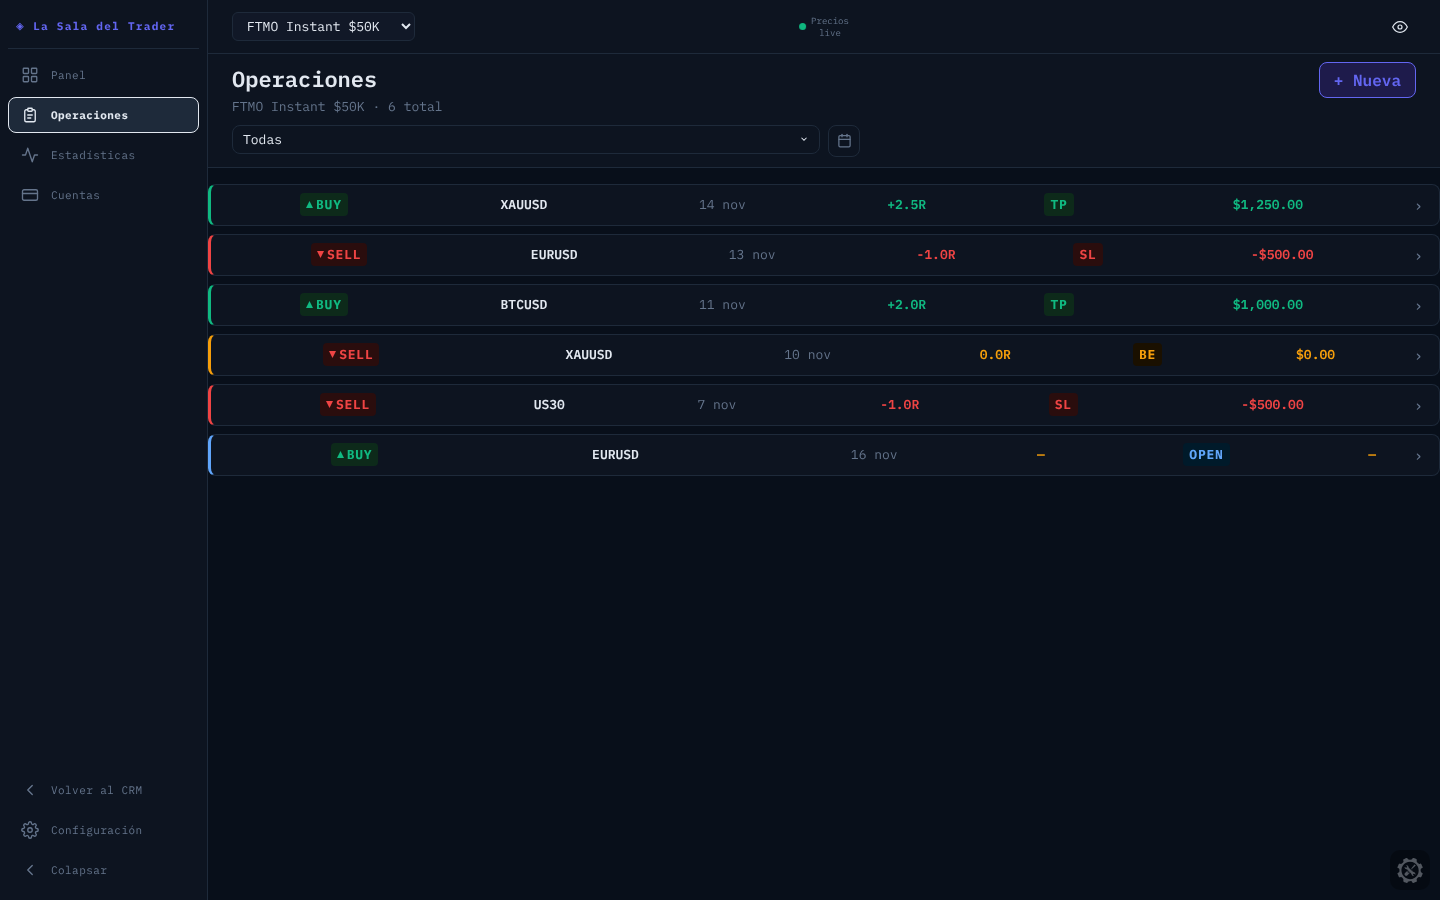 ◈ La Sala del Trader
Panel
Operaciones
Estadísticas
Cuentas
Volver al CRM
Configuración
Colapsar
FTMO Instant $50K
Precios
live
Operaciones
FTMO Instant $50K · 6 total
+ Nueva
Todas
▲BUY XAUUSD 14 nov +2.5R TP $1,250.00 ›
▼SELL EURUSD 13 nov -1.0R SL -$500.00 ›
▲BUY BTCUSD 11 nov +2.0R TP $1,000.00 ›
▼SELL XAUUSD 10 nov 0.0R BE $0.00 ›
▼SELL US30 7 nov -1.0R SL -$500.00 ›
▲BUY EURUSD 16 nov — OPEN — ›